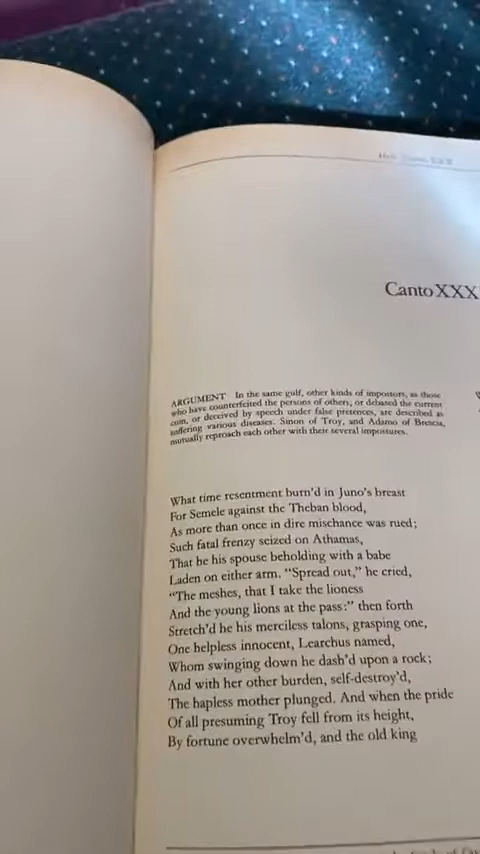 Canto XXX
ARGUMENT In the same gulf, other kinds of impostors, as those
who have counterfeited the persons of others, or debased the current
coin, or deceived by speech under false pretences, are described as
suffering various diseases. Sinon of Troy, and Adamo of Brescia,
mutually reproach each other with their several impostures.
What time resentment burn'd in Juno's breast
For Semele against the Theban blood,
As more than once in dire mischance was rued;
Such fatal frenzy seized on Athamas,
That he his spouse beholding with a babe
Laden on either arm. "Spread out," he cried,
"The meshes, that I take the lioness
And the young lions at the pass:" then forth
Stretch'd he his merciless talons, grasping one,
One helpless innocent, Learchus named,
Whom swinging down he dash'd upon a rock;
And with her other burden, self-destroy'd,
The hapless mother plunged. And when the pride
Of all presuming Troy fell from its height,
By fortune overwhelm'd, and the old king